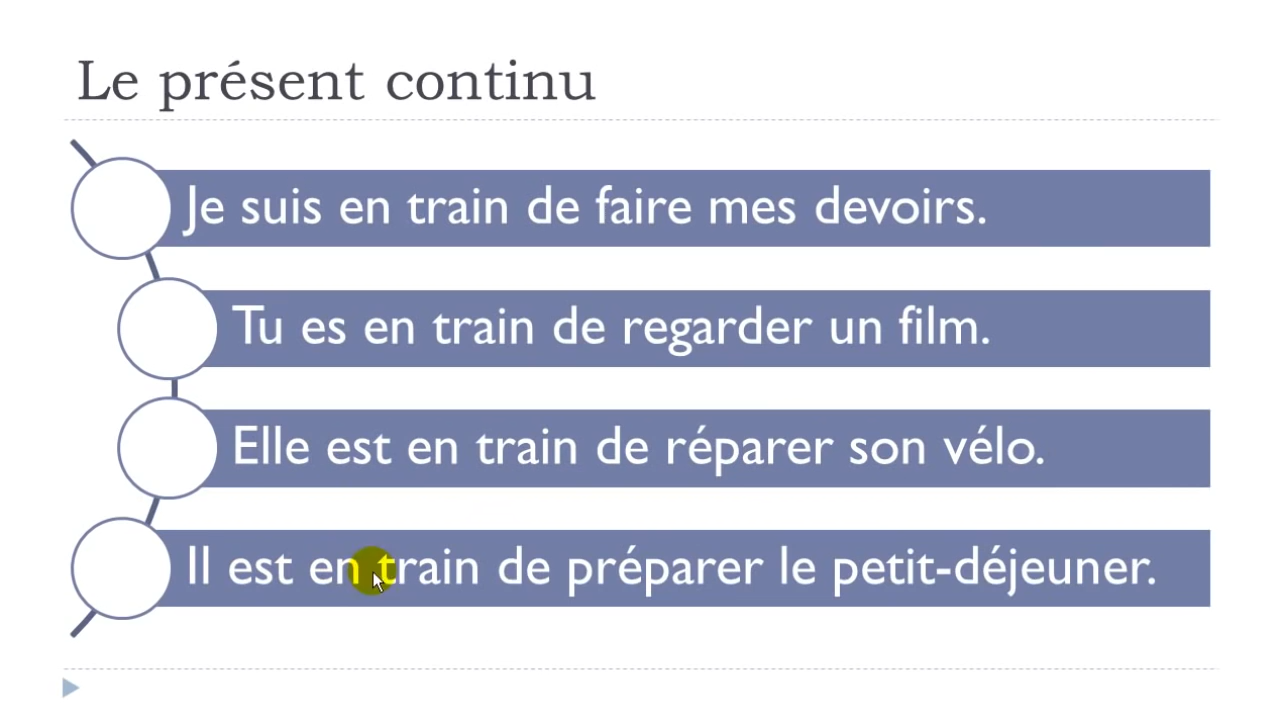 Le présent continu
Je suis en train de faire mes devoirs.
Tu es en train de regarder un film.
Elle est en train de réparer son vélo.
Il est en train de préparer le petit-déjeuner.